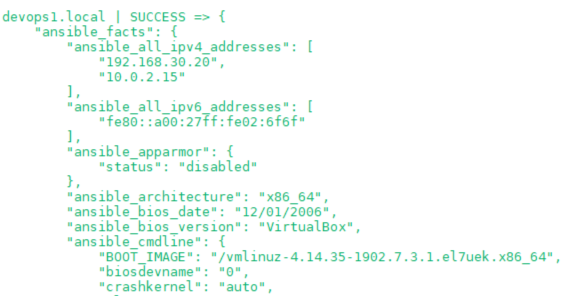 devops1.local | SUCCESS => {
    "ansible_facts": {
        "ansible_all_ipv4_addresses": [
            "192.168.30.20",
            "10.0.2.15"
        ],
        "ansible_all_ipv6_addresses": [
            "fe80::a00:27ff:fe02:6f6f"
        ],
        "ansible_apparmor": {
            "status": "disabled"
        },
        "ansible_architecture": "x86_64",
        "ansible_bios_date": "12/01/2006",
        "ansible_bios_version": "VirtualBox",
        "ansible_cmdline": {
            "BOOT_IMAGE": "/vmlinuz-4.14.35-1902.7.3.1.el7uek.x86_64",
            "biosdevname": "0",
            "crashkernel": "auto",